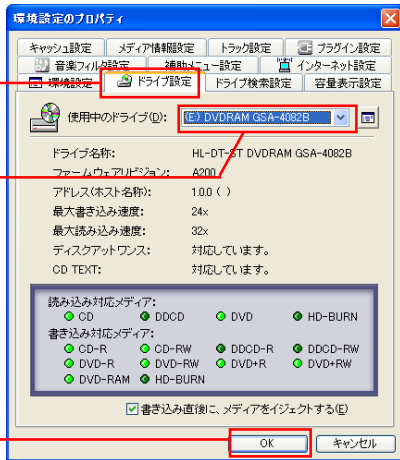 環境設定のプロパティ
キャッシュ設定 メディア情報設定 トラック設定 プラグイン設定
音楽フィルタ設定 補助メニュー設定 インターネット設定
環境設定 ドライブ設定 ドライブ検索設定 容量表示設定
使用中のドライブ(D): (E:) DVDRAM GSA-4082B
ドライブ名称: HL-DT-ST DVDRAM GSA-4082B
ファームウェアリビジョン: A200
アドレス(ホスト名称): 1.0.0 ( )
最大書き込み速度: 24x
最大読み込み速度: 32x
ディスクアットワンス: 対応しています。
CD TEXT: 対応しています。
読み込み対応メディア:
CD DDCD DVD HD-BURN
書き込み対応メディア:
CD-R CD-RW DDCD-R DDCD-RW
DVD-R DVD-RW DVD+R DVD+RW
DVD-RAM HD-BURN
書き込み直後に、メディアをイジェクトする(E)
OK キャンセル